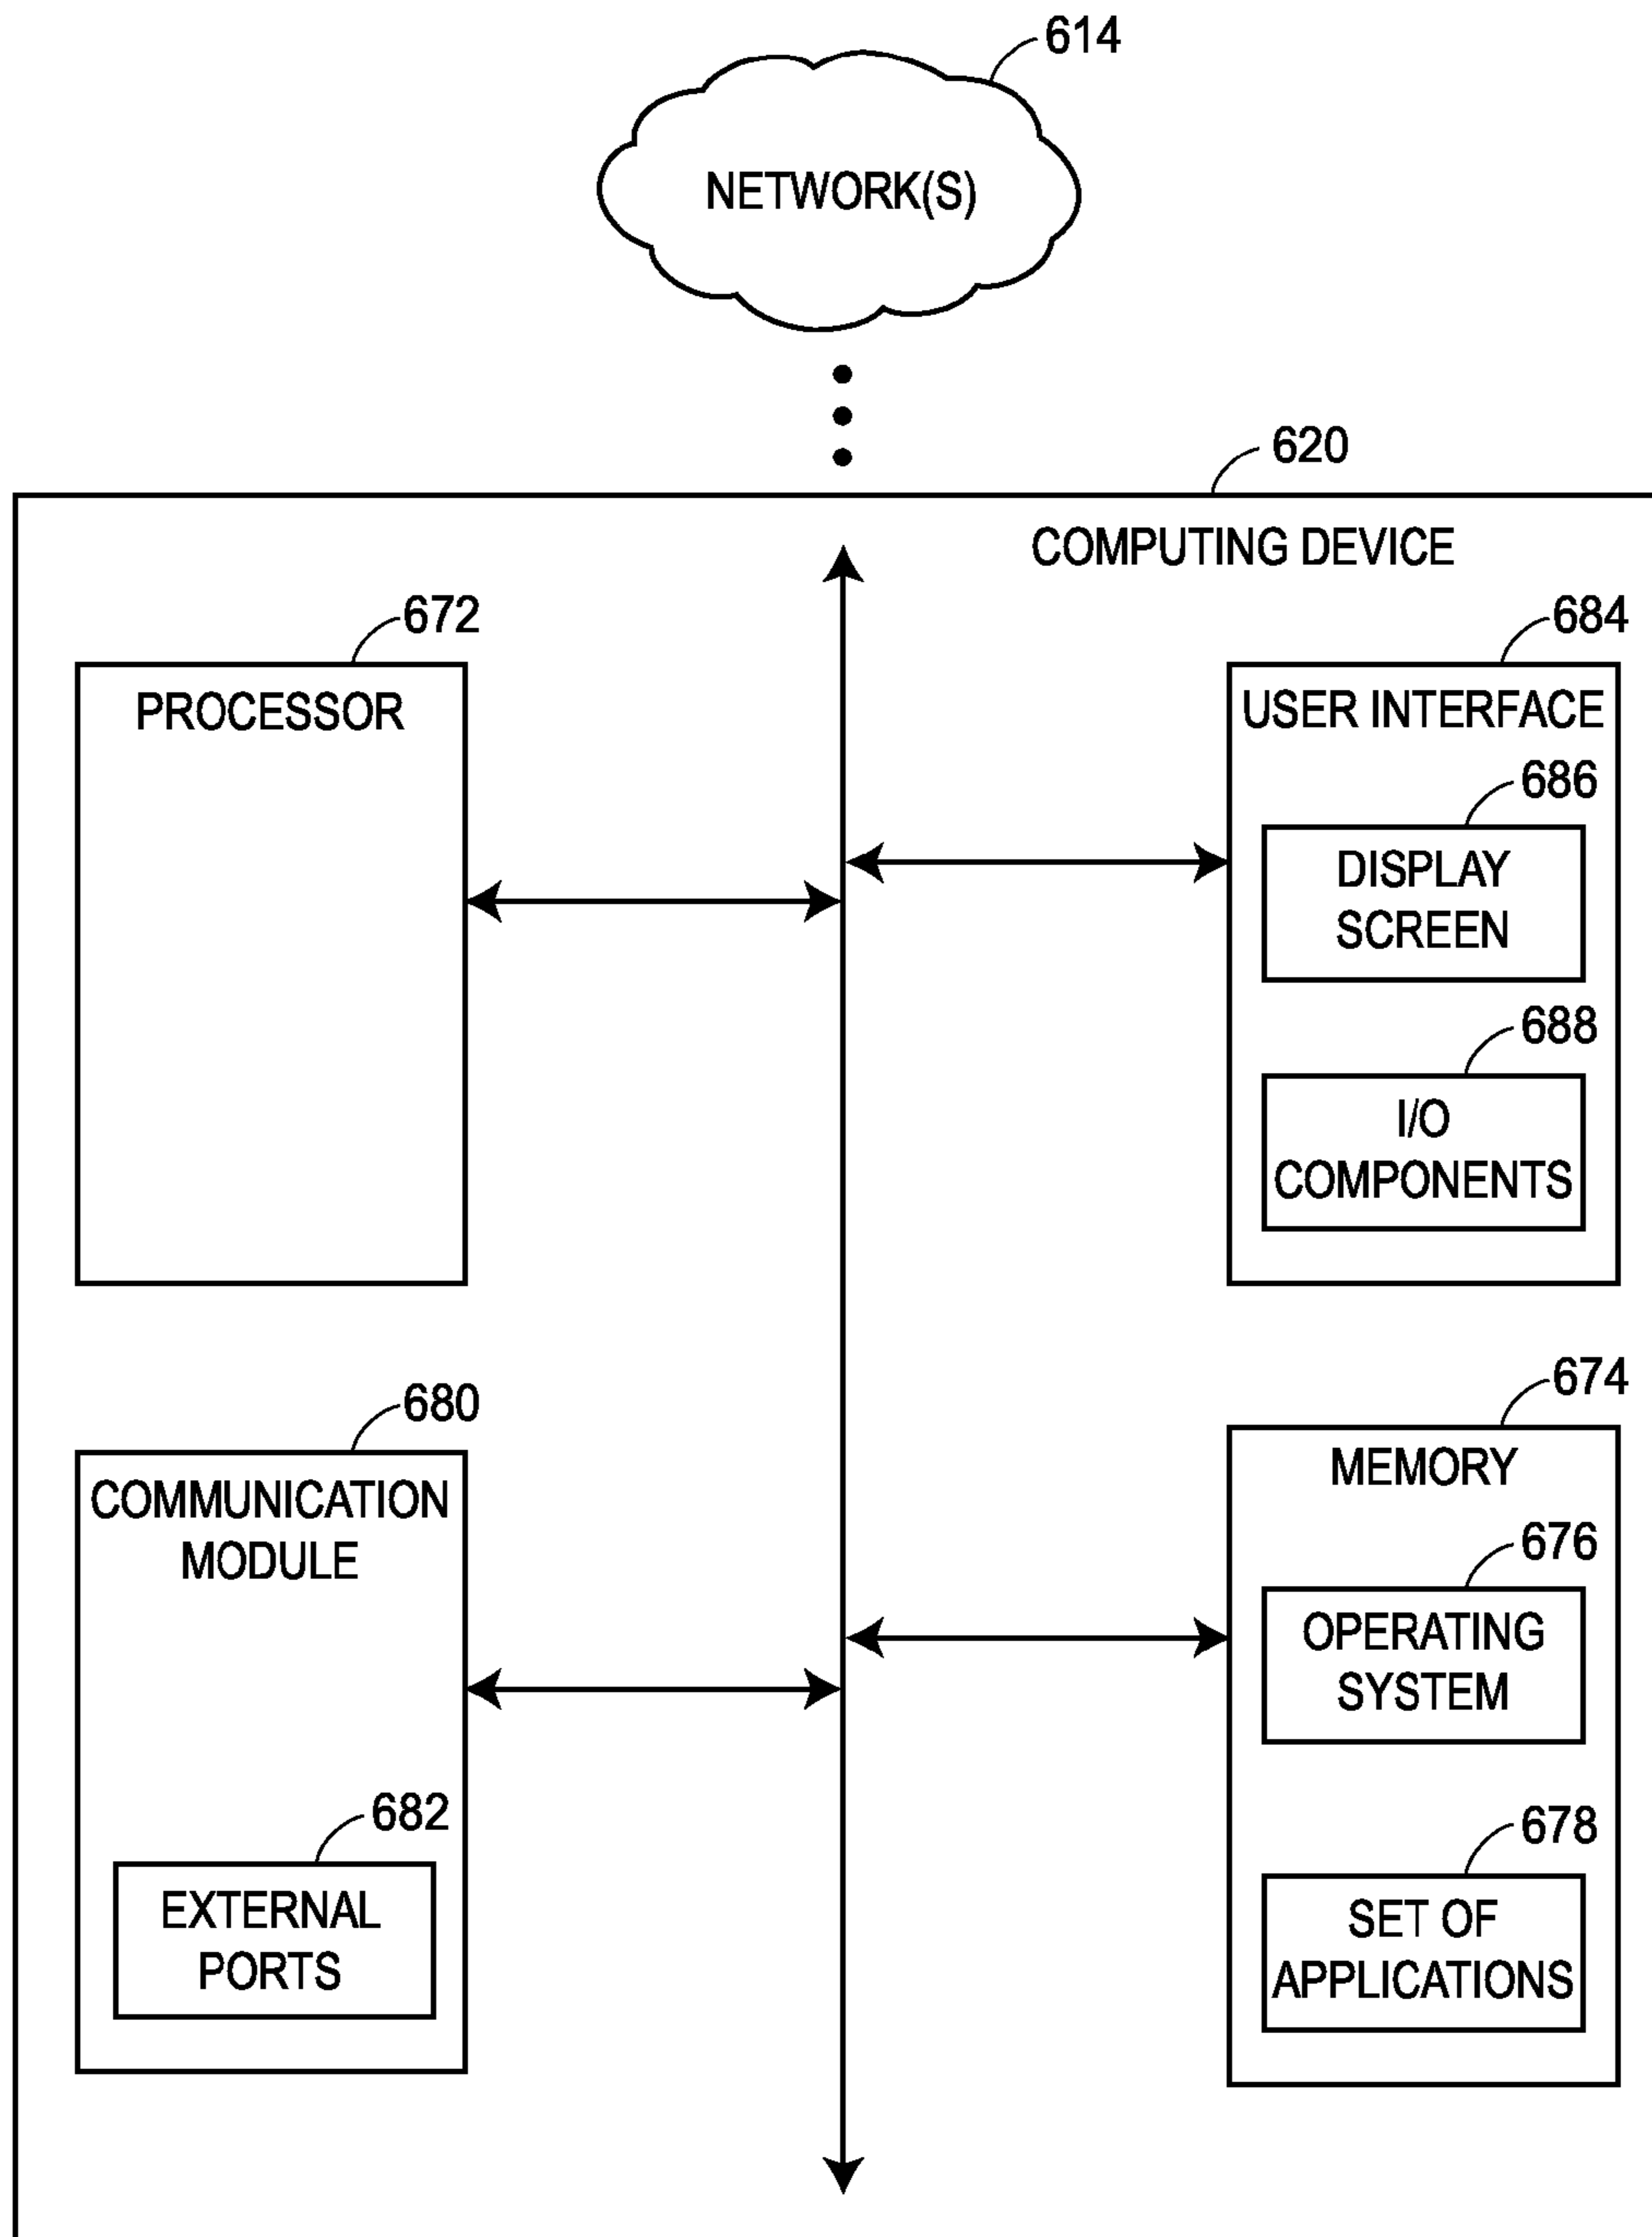 614
NETWORK(S)
620
COMPUTING DEVICE
672
PROCESSOR
684
USER INTERFACE
686
DISPLAY
SCREEN
688
I/O
COMPONENTS
680
COMMUNICATION
MODULE
682
EXTERNAL
PORTS
674
MEMORY
676
OPERATING
SYSTEM
678
SET OF
APPLICATIONS